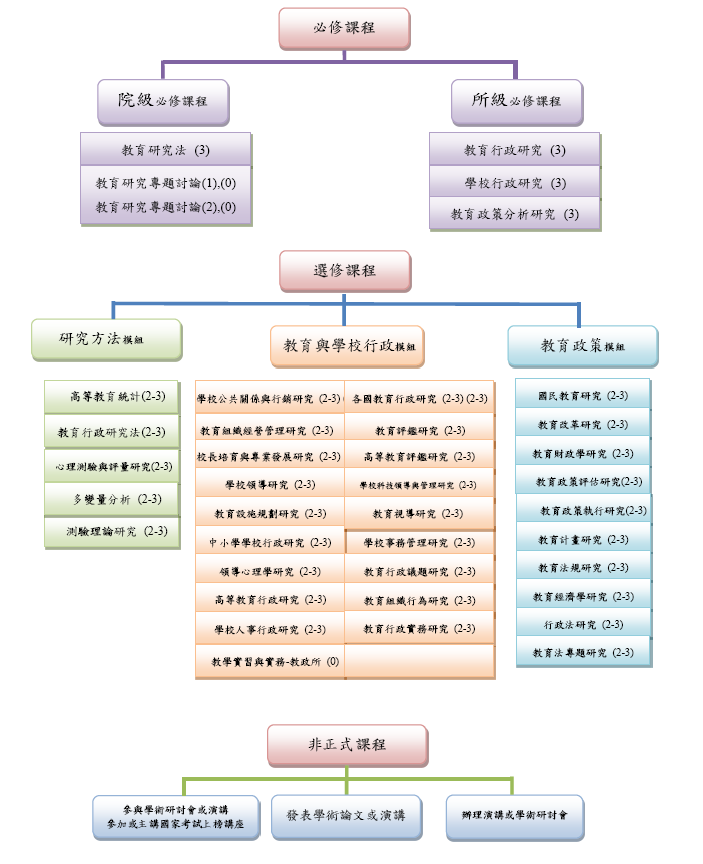 必修課程
院級必修課程
所級必修課程
教育研究法 (3)
教育研究專題討論(1),(0)
教育研究專題討論(2),(0)
教育行政研究 (3)
學校行政研究 (3)
教育政策分析研究 (3)
選修課程
研究方法模組
教育與學校行政模組
教育政策模組
高等教育統計(2-3)
教育行政研究法(2-3)
心理測驗與評量研究(2-3)
多變量分析 (2-3)
測驗理論研究 (2-3)
學校公共關係與行銷研究 (2-3)
教育組織經營管理研究 (2-3)
校長培育與專業發展研究 (2-3)
學校領導研究 (2-3)
教育設施規劃研究 (2-3)
中小學學校行政研究 (2-3)
領導心理學研究 (2-3)
高等教育行政研究 (2-3)
學校人事行政研究 (2-3)
教學實習與實務-教政所 (0)
各國教育行政研究 (2-3) (2-3)
教育評鑑研究 (2-3)
高等教育評鑑研究 (2-3)
學校科技領導與管理研究 (2-3)
教育視導研究 (2-3)
學校事務管理研究 (2-3)
教育行政議題研究 (2-3)
教育組織行為研究 (2-3)
教育行政實務研究 (2-3)
國民教育研究 (2-3)
教育改革研究 (2-3)
教育財政學研究 (2-3)
教育政策評估研究(2-3)
教育政策執行研究(2-3)
教育計畫研究 (2-3)
教育法規研究 (2-3)
教育經濟學研究 (2-3)
行政法研究 (2-3)
教育法專題研究 (2-3)
非正式課程
參與學術研討會或演講
參加或主講國家考試上榜講座
發表學術論文或演講
辦理演講或學術研討會